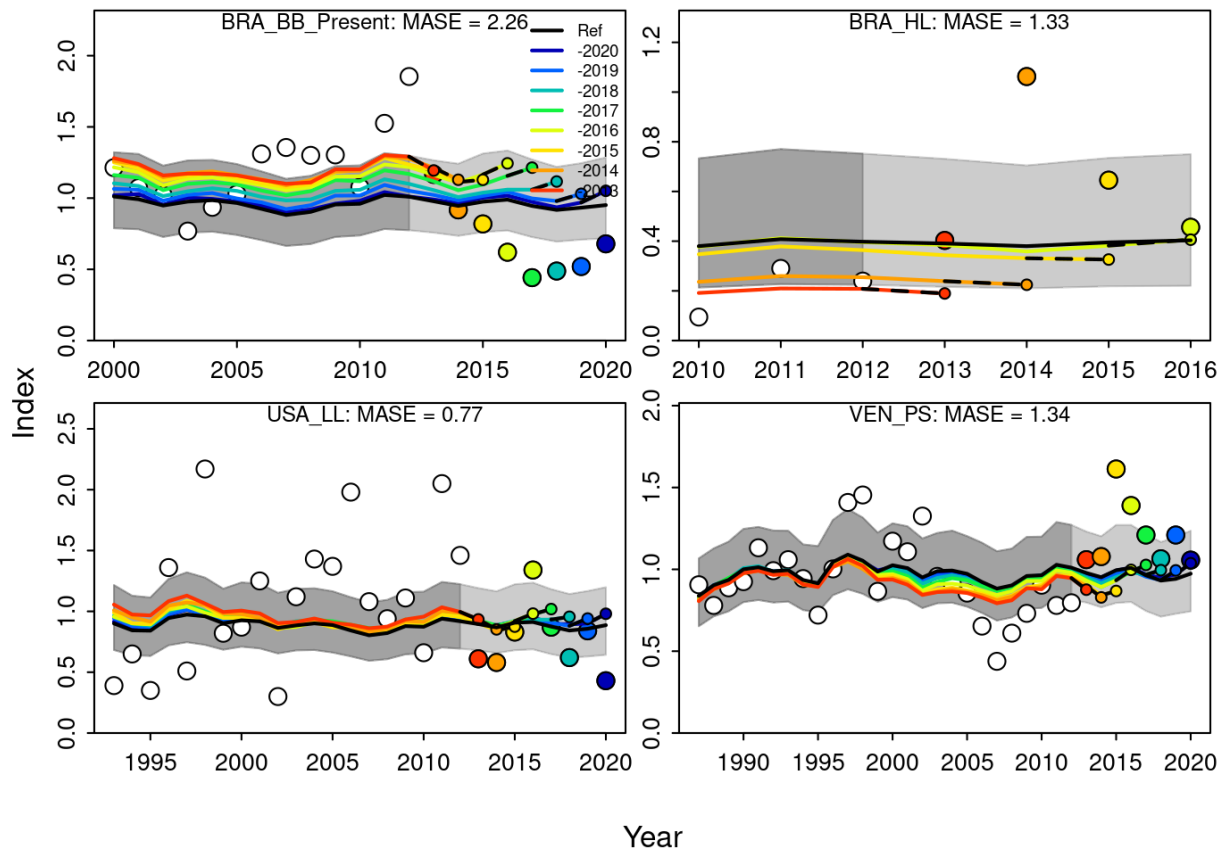 BRA_BB_Present: MASE = 2.26
Ref
-2020
-2019
-2018
-2017
-2016
-2015
-2014
-2013
0.0 0.5 1.0 1.5 2.0
2000 2005 2010 2015 2020
BRA_HL: MASE = 1.33
0.0 0.4 0.8 1.2
2010 2011 2012 2013 2014 2015 2016
Index
USA_LL: MASE = 0.77
0.0 0.5 1.0 1.5 2.0 2.5
1995 2000 2005 2010 2015 2020
VEN_PS: MASE = 1.34
0.0 0.5 1.0 1.5 2.0
1990 1995 2000 2005 2010 2015 2020
Year